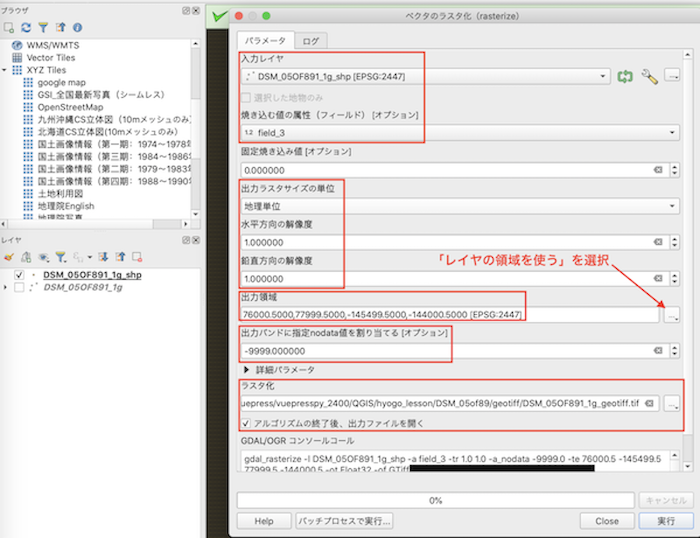 ブラウザ
WMS/WMTS
Vector Tiles
XYZ Tiles
google map
GSI_全国最新写真（シームレス）
OpenStreetMap
九州沖縄CS立体図（10mメッシュのみ）
北海道CS立体図(10mメッシュのみ)
国土画像情報（第一期：1974～1978年
国土画像情報（第三期：1984～1986年
国土画像情報（第二期：1979～1983年
国土画像情報（第四期：1988～1990年
土地利用図
地理院English
地理院写真
レイヤ
DSM_05OF891_1g_shp
DSM_05OF891_1g
ベクタのラスタ化（rasterize）
パラメータ
ログ
入力レイヤ
DSM_05OF891_1g_shp [EPSG:2447]
…
選択した地物のみ
焼き込む値の属性（フィールド） [オプション]
1.2 field_3
固定焼き込み値 [オプション]
0.000000
出力ラスタサイズの単位
地理単位
水平方向の解像度
1.000000
鉛直方向の解像度
1.000000
「レイヤの領域を使う」を選択
出力領域
76000.5000,77999.5000,-145499.5000,-144000.5000 [EPSG:2447]
…
出力バンドに指定nodata値を割り当てる [オプション]
-9999.000000
詳細パラメータ
ラスタ化
uepress/vuepresspy_2400/QGIS/hyogo_lesson/DSM_05of89/geotiff/DSM_05OF891_1g_geotiff.tif
…
アルゴリズムの終了後、出力ファイルを開く
GDAL/OGR コンソールコール
gdal_rasterize -l DSM_05OF891_1g_shp -a field_3 -tr 1.0 1.0 -a_nodata -9999.0 -te 76000.5 -145499.5
77999.5 -144000.5 -ot Float32 -of GTiff
0%
キャンセル
Help
バッチプロセスで実行...
Close
実行